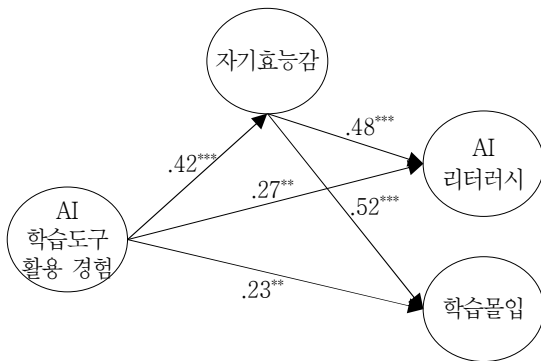 자기효능감
.48***
.42***
AI
리터러시
.27**
.52***
AI
학습도구
활용 경험
.23**
학습몰입